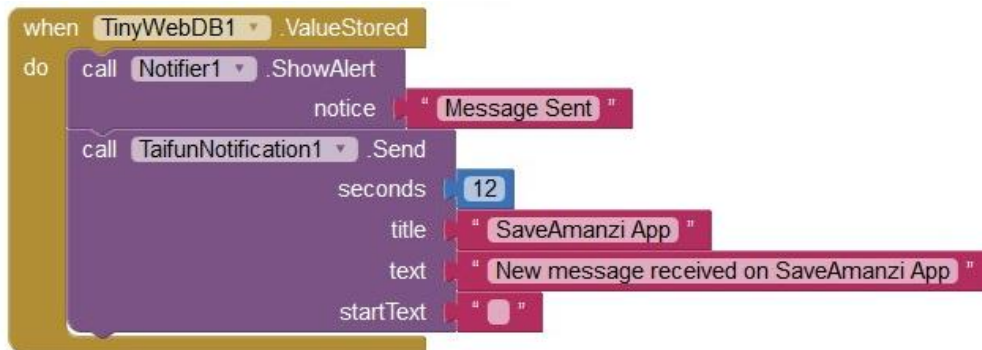 when TinyWebDB1 .ValueStored
do call Notifier1 .ShowAlert
notice " Message Sent "
call TaifunNotification1 .Send
seconds 12
title " SaveAmanzi App "
text " New message received on SaveAmanzi App "
startText " "